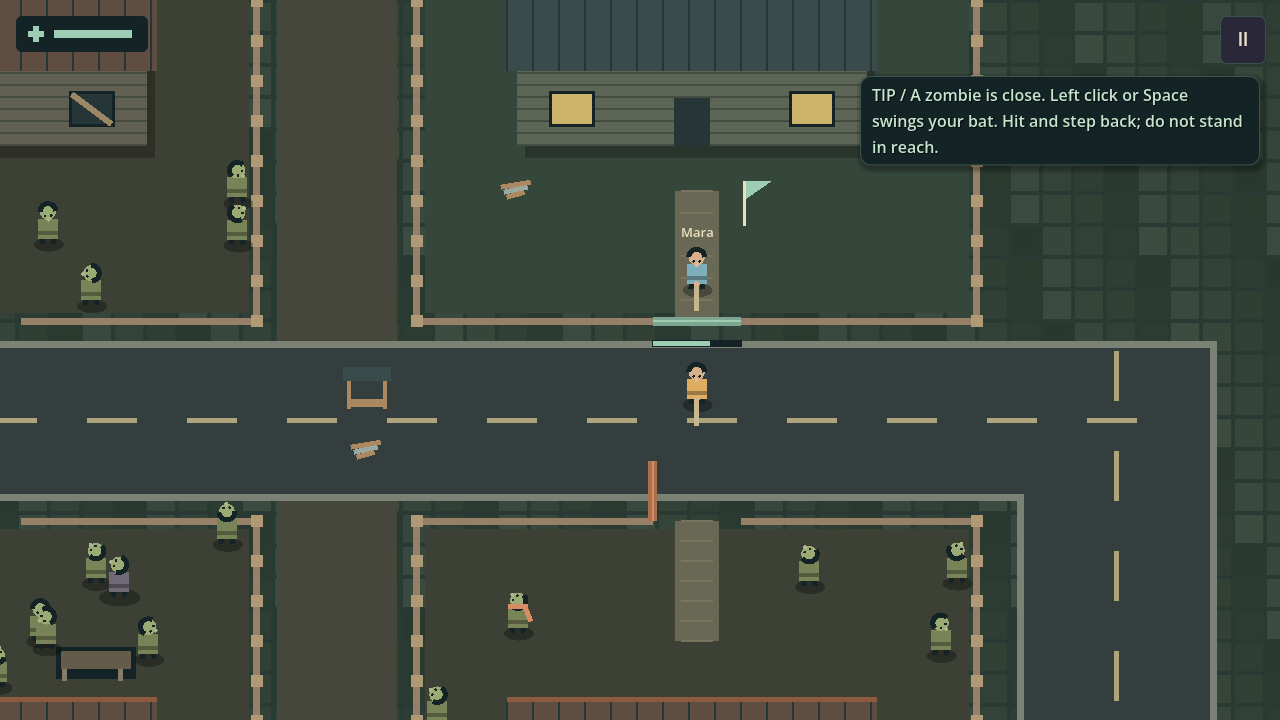 TIP / A zombie is close. Left click or Space
swings your bat. Hit and step back; do not stand
in reach.
Mara